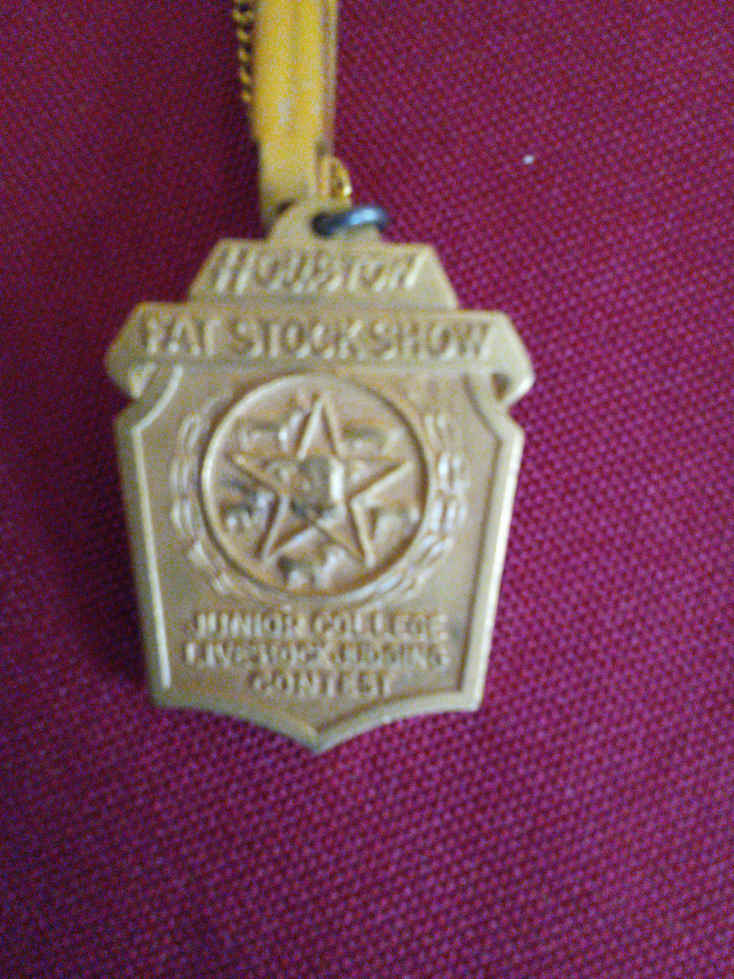 HOUSTON
FAT STOCK SHOW
JUNIOR COLLEGE
LIVESTOCK JUDGING
CONTEST